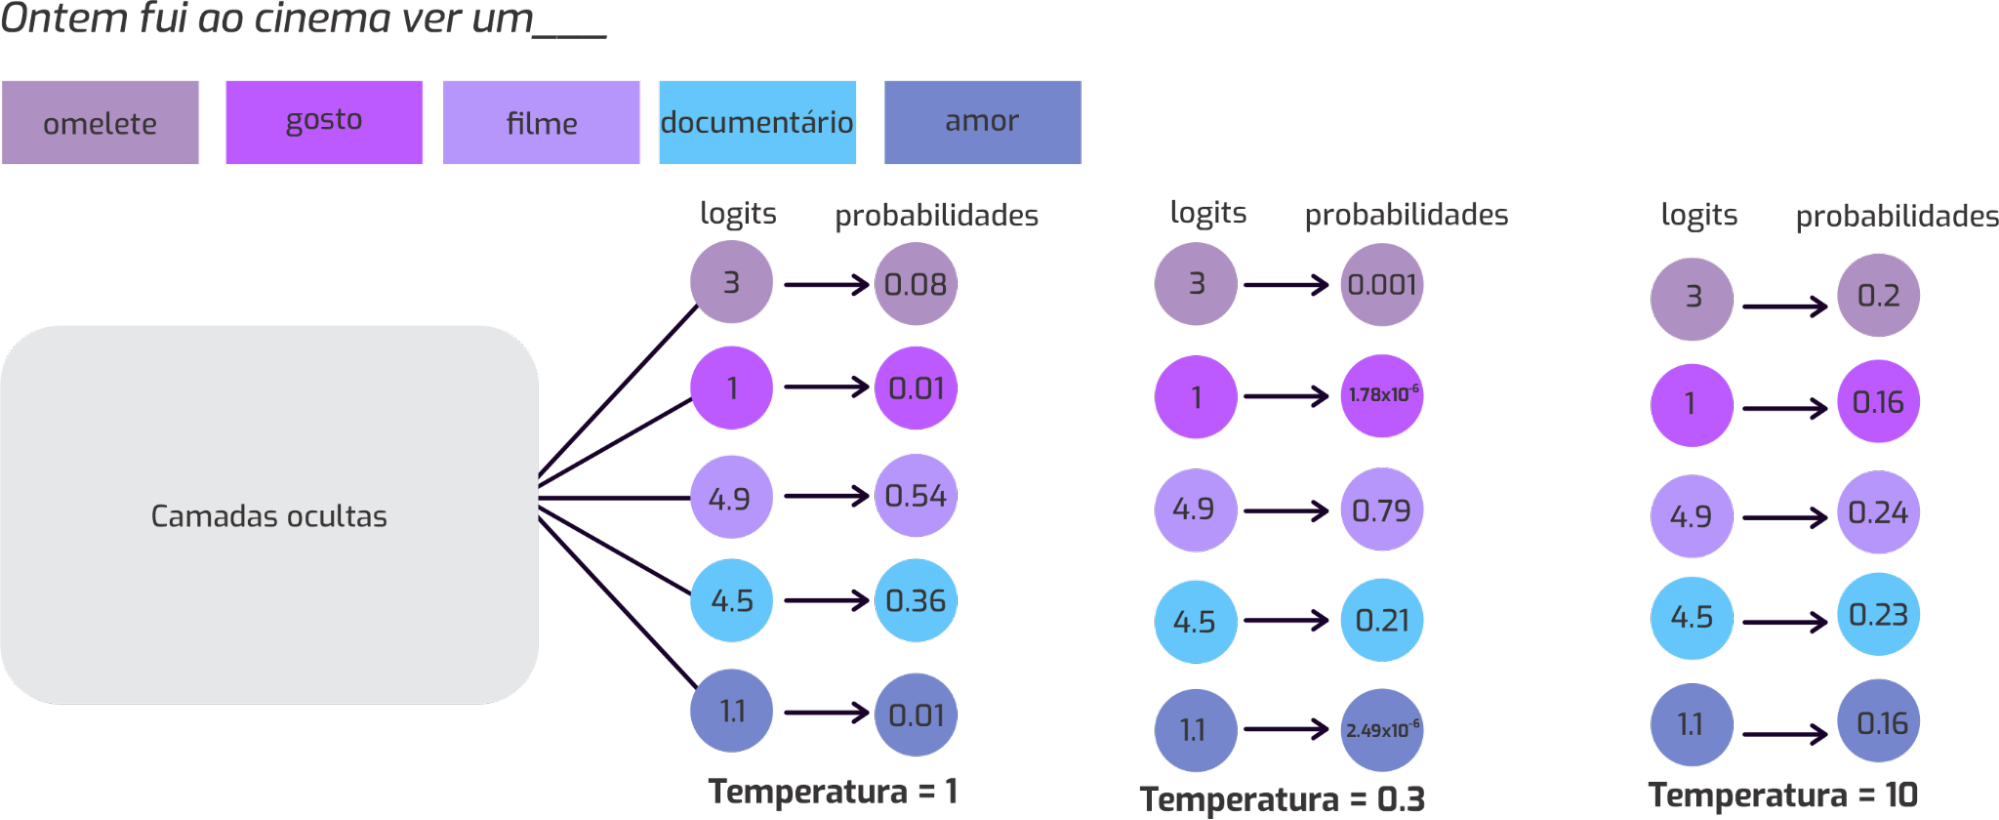 Ontem fui ao cinema ver um___
omelete gosto filme documentário amor
logits probabilidades logits probabilidades logits probabilidades
3 0.08 3 0.001 3 0.2
1 0.01 1 1.78x10⁻⁶ 1 0.16
4.9 0.54 4.9 0.79 4.9 0.24
Camadas ocultas
4.5 0.36 4.5 0.21 4.5 0.23
1.1 0.01 1.1 2.49x10⁻⁶ 1.1 0.16
Temperatura = 1 Temperatura = 0.3 Temperatura = 10